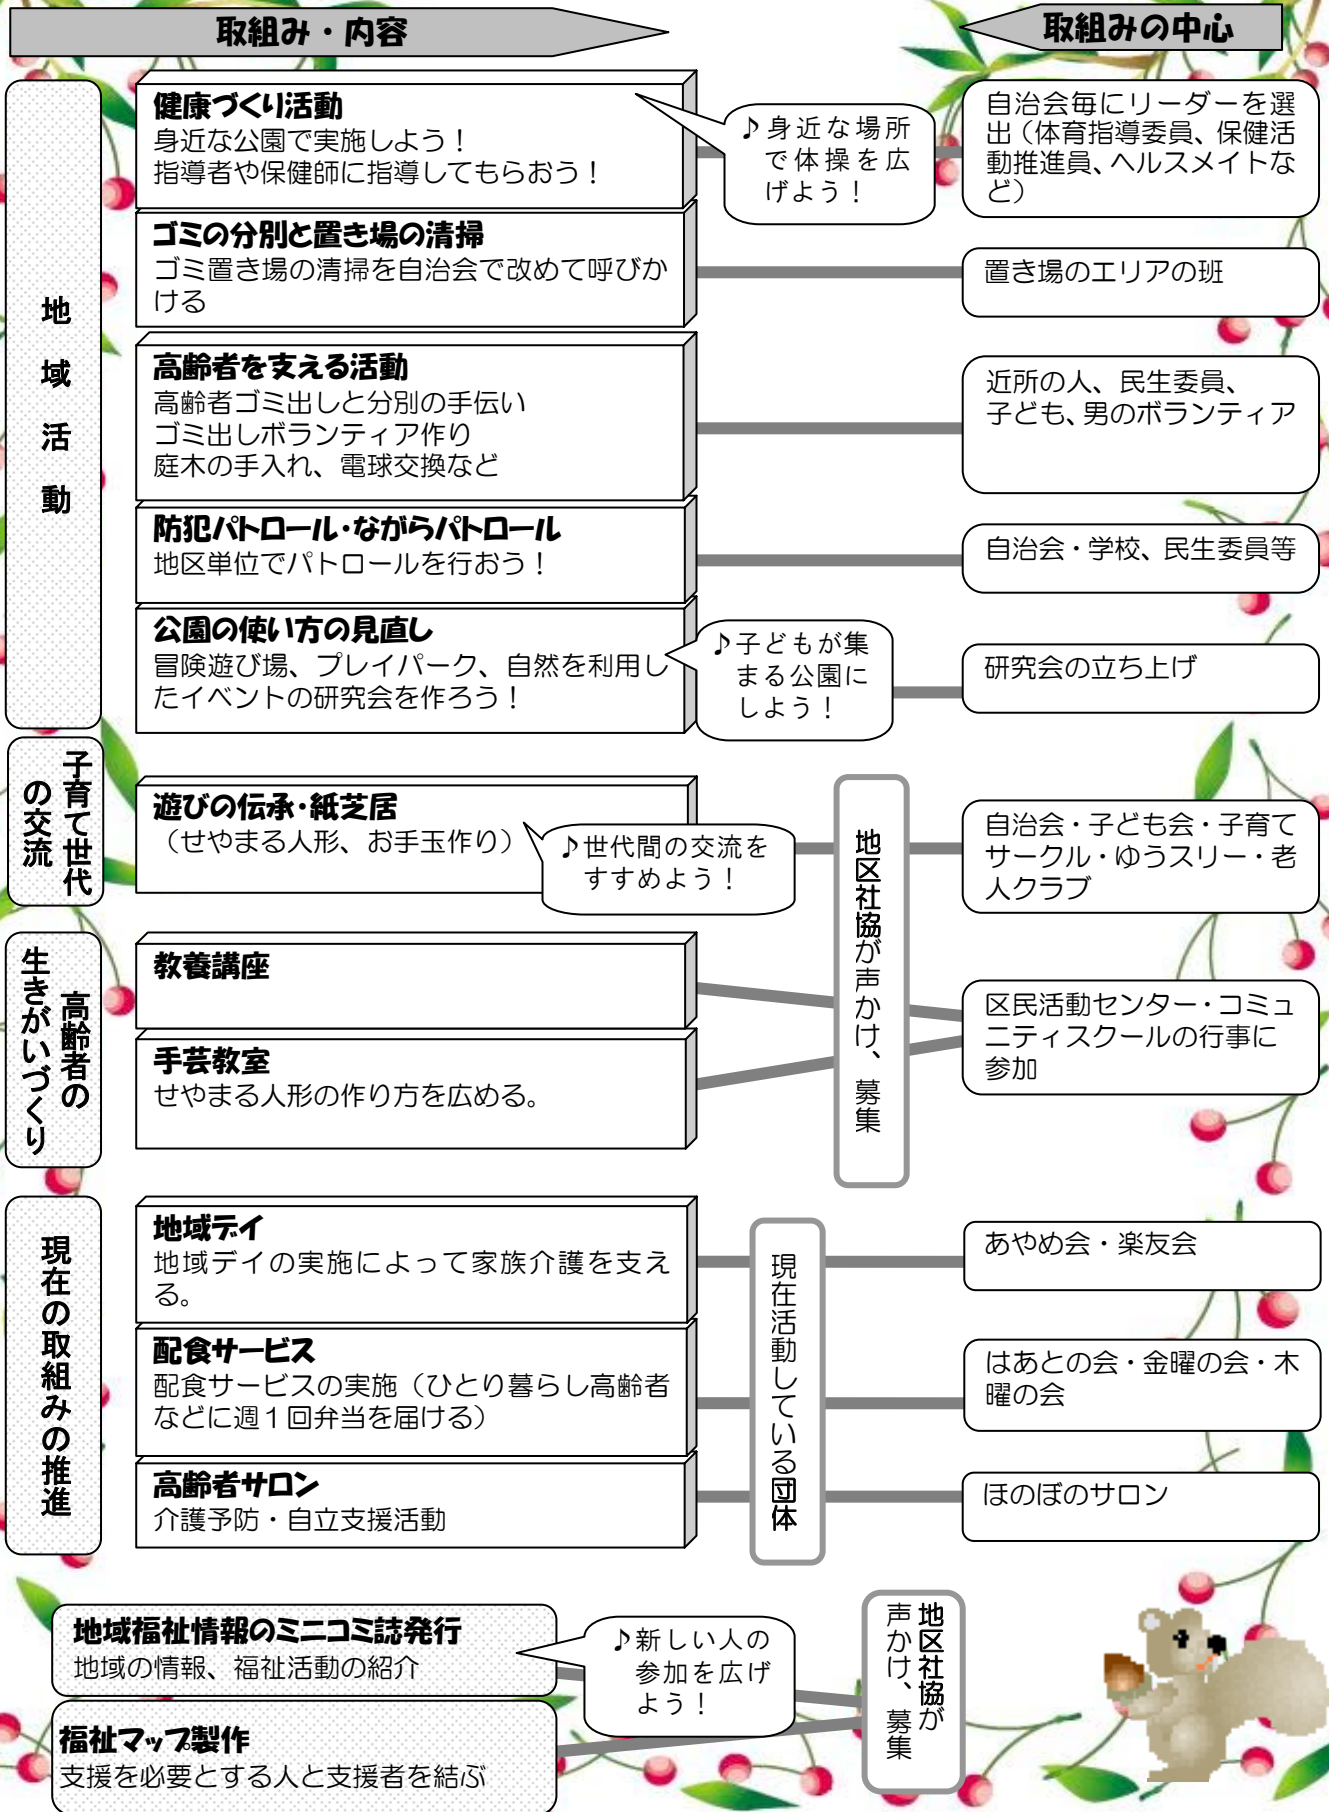 取組み・内容
取組みの中心
地域活動
健康づくり活動
身近な公園で実施しよう！
指導者や保健師に指導してもらおう！
♪身近な場所
で体操を広
げよう！
自治会毎にリーダーを選
出（体育指導委員、保健活
動推進員、ヘルスメイトな
ど）
ゴミの分別と置き場の清掃
ゴミ置き場の清掃を自治会で改めて呼びか
ける
置き場のエリアの班
高齢者を支える活動
高齢者ゴミ出しと分別の手伝い
ゴミ出しボランティア作り
庭木の手入れ、電球交換など
近所の人、民生委員、
子ども、男のボランティア
防犯パトロール・ながらパトロール
地区単位でパトロールを行おう！
自治会・学校、民生委員等
公園の使い方の見直し
冒険遊び場、プレイパーク、自然を利用し
たイベントの研究会を作ろう！
♪子どもが集
まる公園に
しよう！
研究会の立ち上げ
子育て世代
の交流
遊びの伝承・紙芝居
（せやまる人形、お手玉作り）
♪世代間の交流を
すすめよう！
地区社協が声かけ、募集
自治会・子ども会・子育て
サークル・ゆうスリー・老
人クラブ
高齢者の
生きがいづくり
教養講座
手芸教室
せやまる人形の作り方を広める。
区民活動センター・コミュ
ニティスクールの行事に
参加
現在の取組みの推進
地域デイ
地域デイの実施によって家族介護を支え
る。
現在活動している団体
あやめ会・楽友会
配食サービス
配食サービスの実施（ひとり暮らし高齢者
などに週１回弁当を届ける）
はあとの会・金曜の会・木
曜の会
高齢者サロン
介護予防・自立支援活動
ほのぼのサロン
地域福祉情報のミニコミ誌発行
地域の情報、福祉活動の紹介
♪新しい人の
参加を広げ
よう！
地区社協が
声かけ、募集
福祉マップ製作
支援を必要とする人と支援者を結ぶ